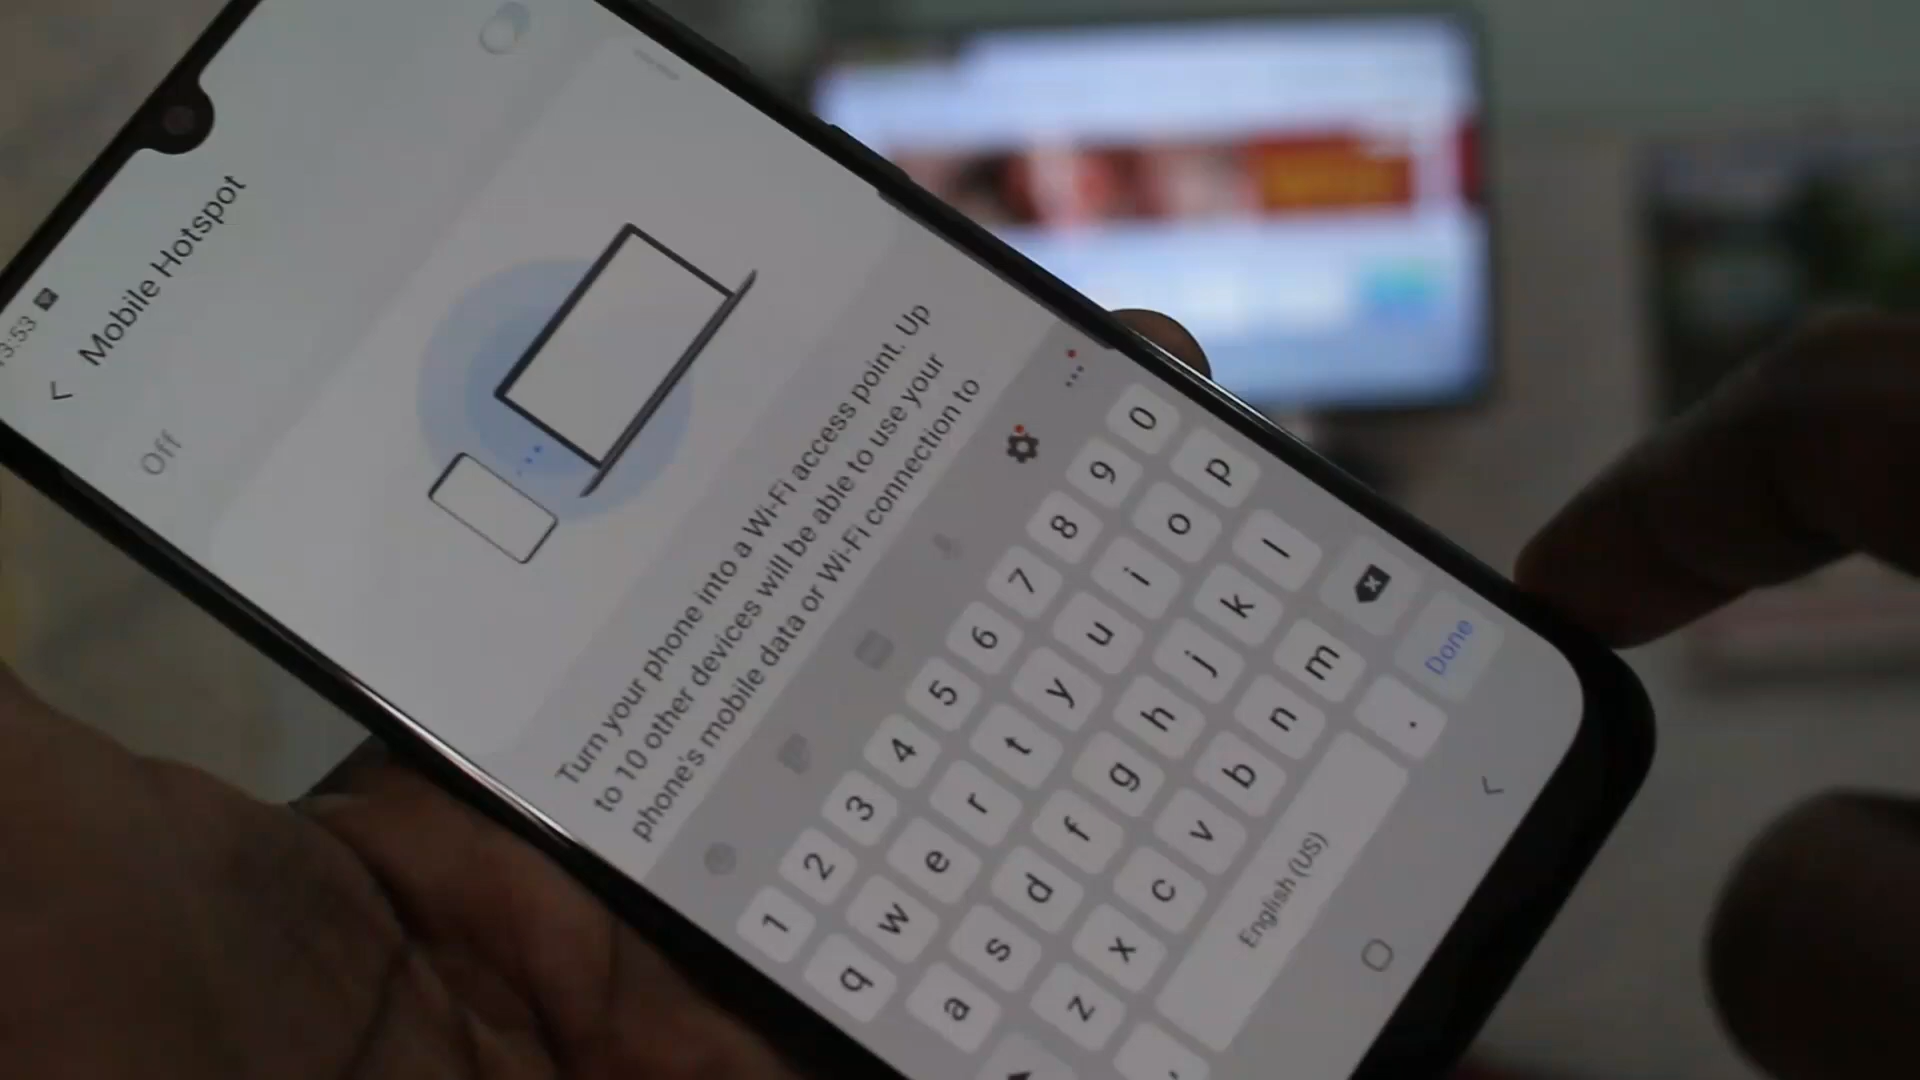 3:53
Mobile Hotspot
Off
Turn your phone into a Wi-Fi access point. Up
to 10 other devices will be able to use your
phone's mobile data or Wi-Fi connection to
1 2 3 4 5 6 7 8 9 0
q w e r t y u i o p
a s d f g h j k l
z x c v b n m
, English (US) . Done